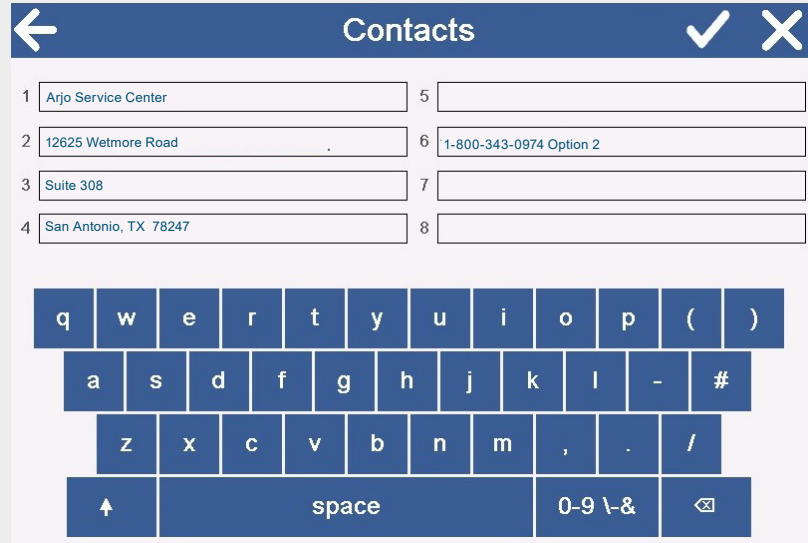 Contacts
1 Arjo Service Center
2 12625 Wetmore Road
3 Suite 308
4 San Antonio, TX  78247
5
6 1-800-343-0974 Option 2
7
8
q w e r t y u i o p ( )
a s d f g h j k l - #
z x c v b n m , . /
space 0-9 \-&